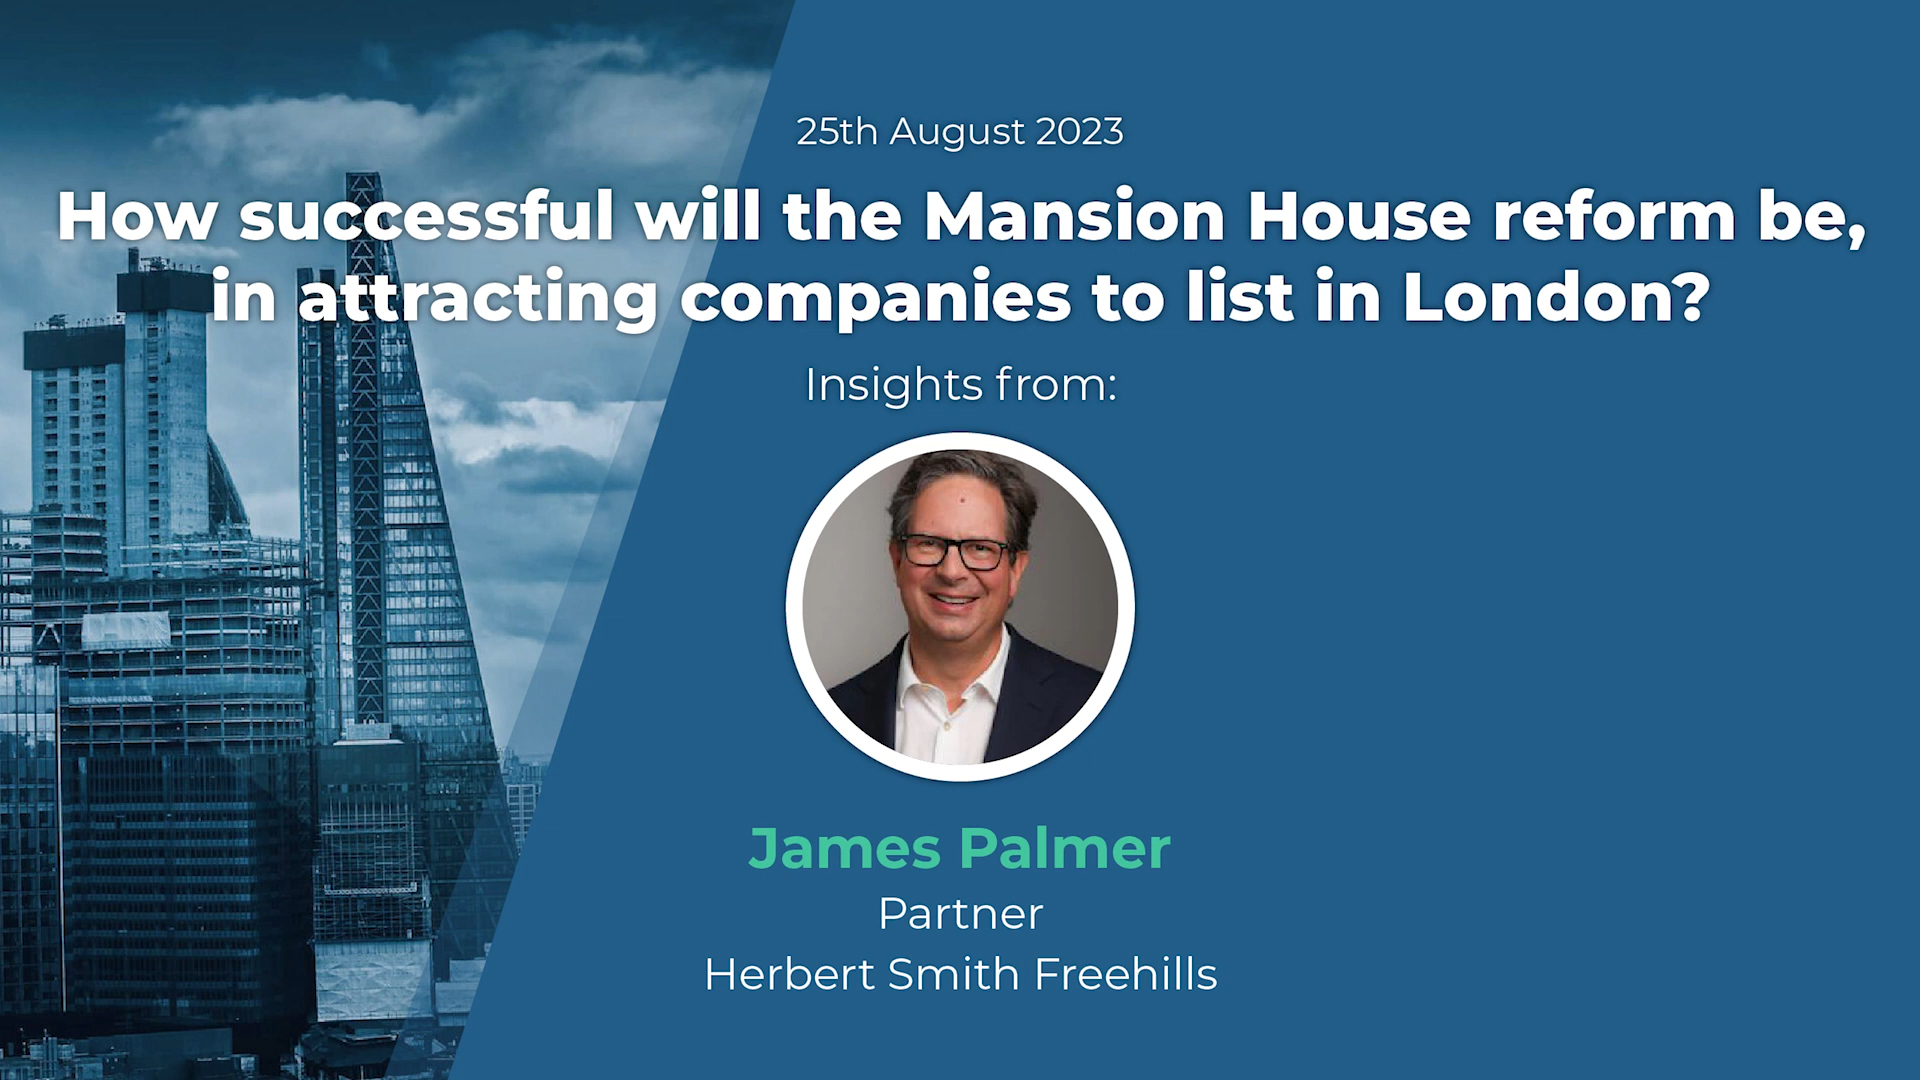 25th August 2023
How successful will the Mansion House reform be,
in attracting companies to list in London?
Insights from:
James Palmer
Partner
Herbert Smith Freehills